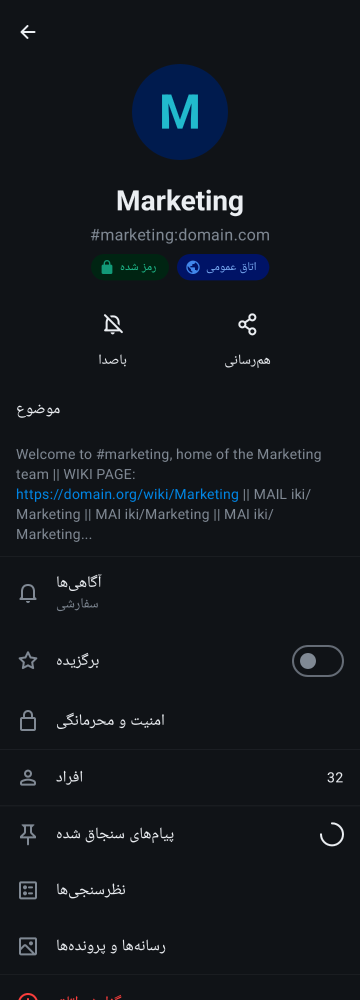 M
Marketing
#marketing:domain.com
رمز شده
اتاق عمومی
باصدا
هم‌رسانی
موضوع
Welcome to #marketing, home of the Marketing
team || WIKI PAGE:
https://domain.org/wiki/Marketing || MAIL iki/
Marketing || MAI iki/Marketing || MAI iki/
Marketing...
آگاهی‌ها
سفارشی
برگزیده
امنیت و محرمانگی
افراد
32
پیام‌های سنجاق شده
نظرسنجی‌ها
رسانه‌ها و پرونده‌ها